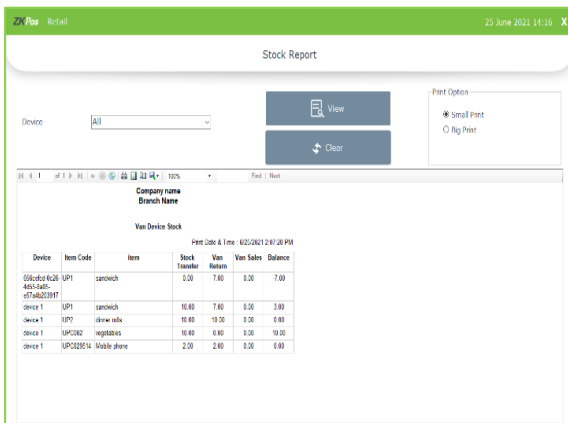 ZKPos Retail 25 June 2021 14:16 X
Stock Report
Print Option
View
Small Print
Device All
Big Print
Clear
1 of 1 100% Find | Next
Company name
Branch Name
Van Device Stock
Print Date & Time : 6/25/2021 2:07:28 PM
Device Item Code Item Stock Transfer Van Return Van Sales Balance
UP1 sandwich 0.00 7.00 0.00 -7.00
device 1 UP1 sandwich 10.00 7.00 0.00 3.00
device 1 UP2 dinner rolls 10.00 10.00 0.00 0.00
device 1 vegetables 10.00 0.00 0.00 10.00
device 1 UPC829514 Mobile phone 2.00 2.00 0.00 0.00